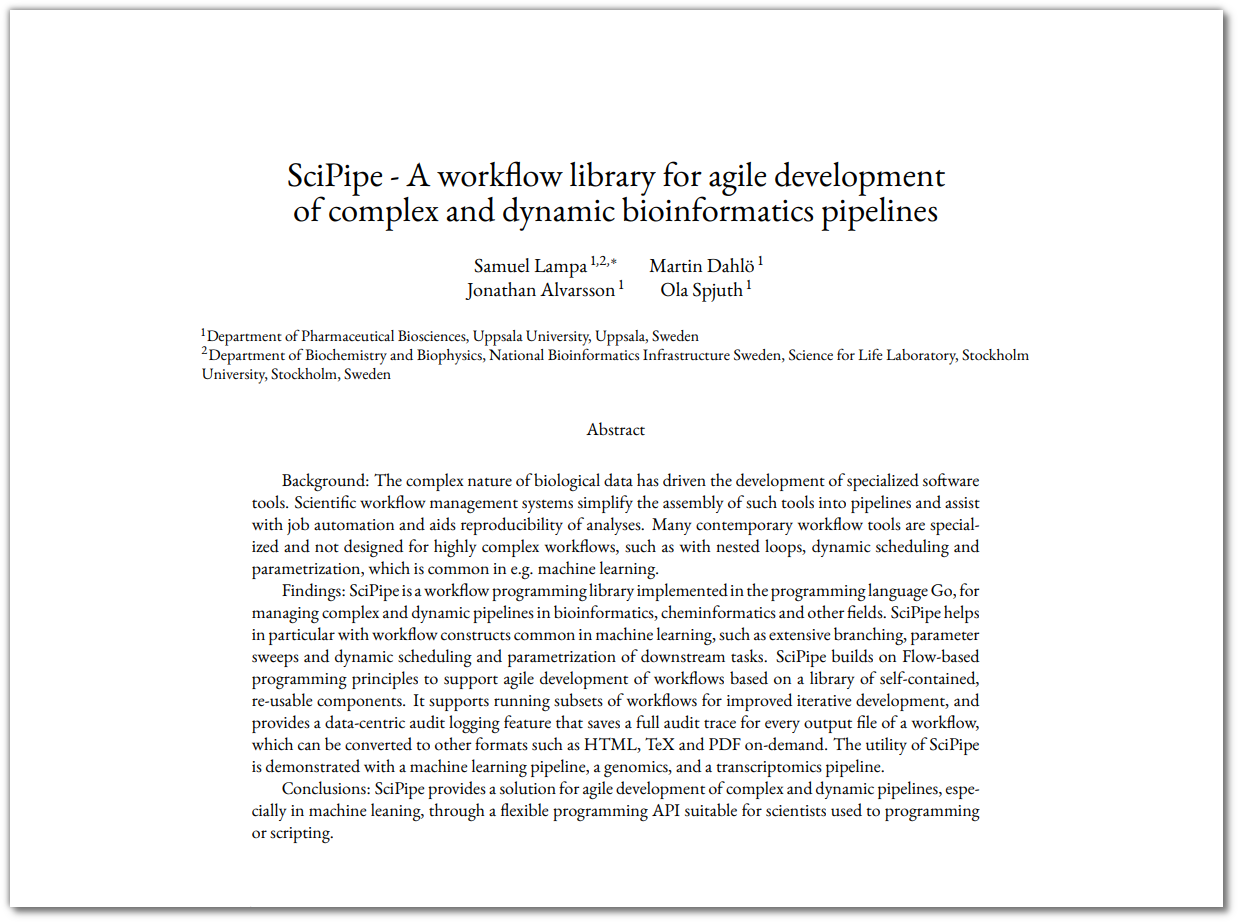 SciPipe - A workflow library for agile development
of complex and dynamic bioinformatics pipelines
Samuel Lampa 1,2,* Martin Dahlö 1
Jonathan Alvarsson 1 Ola Spjuth 1
1Department of Pharmaceutical Biosciences, Uppsala University, Uppsala, Sweden
2Department of Biochemistry and Biophysics, National Bioinformatics Infrastructure Sweden, Science for Life Laboratory, Stockholm
University, Stockholm, Sweden
Abstract
Background: The complex nature of biological data has driven the development of specialized software
tools. Scientific workflow management systems simplify the assembly of such tools into pipelines and assist
with job automation and aids reproducibility of analyses. Many contemporary workflow tools are special-
ized and not designed for highly complex workflows, such as with nested loops, dynamic scheduling and
parametrization, which is common in e.g. machine learning.
Findings: SciPipe is a workflow programming library implemented in the programming language Go, for
managing complex and dynamic pipelines in bioinformatics, cheminformatics and other fields. SciPipe helps
in particular with workflow constructs common in machine learning, such as extensive branching, parameter
sweeps and dynamic scheduling and parametrization of downstream tasks. SciPipe builds on Flow-based
programming principles to support agile development of workflows based on a library of self-contained,
re-usable components. It supports running subsets of workflows for improved iterative development, and
provides a data-centric audit logging feature that saves a full audit trace for every output file of a workflow,
which can be converted to other formats such as HTML, TeX and PDF on-demand. The utility of SciPipe
is demonstrated with a machine learning pipeline, a genomics, and a transcriptomics pipeline.
Conclusions: SciPipe provides a solution for agile development of complex and dynamic pipelines, espe-
cially in machine leaning, through a flexible programming API suitable for scientists used to programming
or scripting.